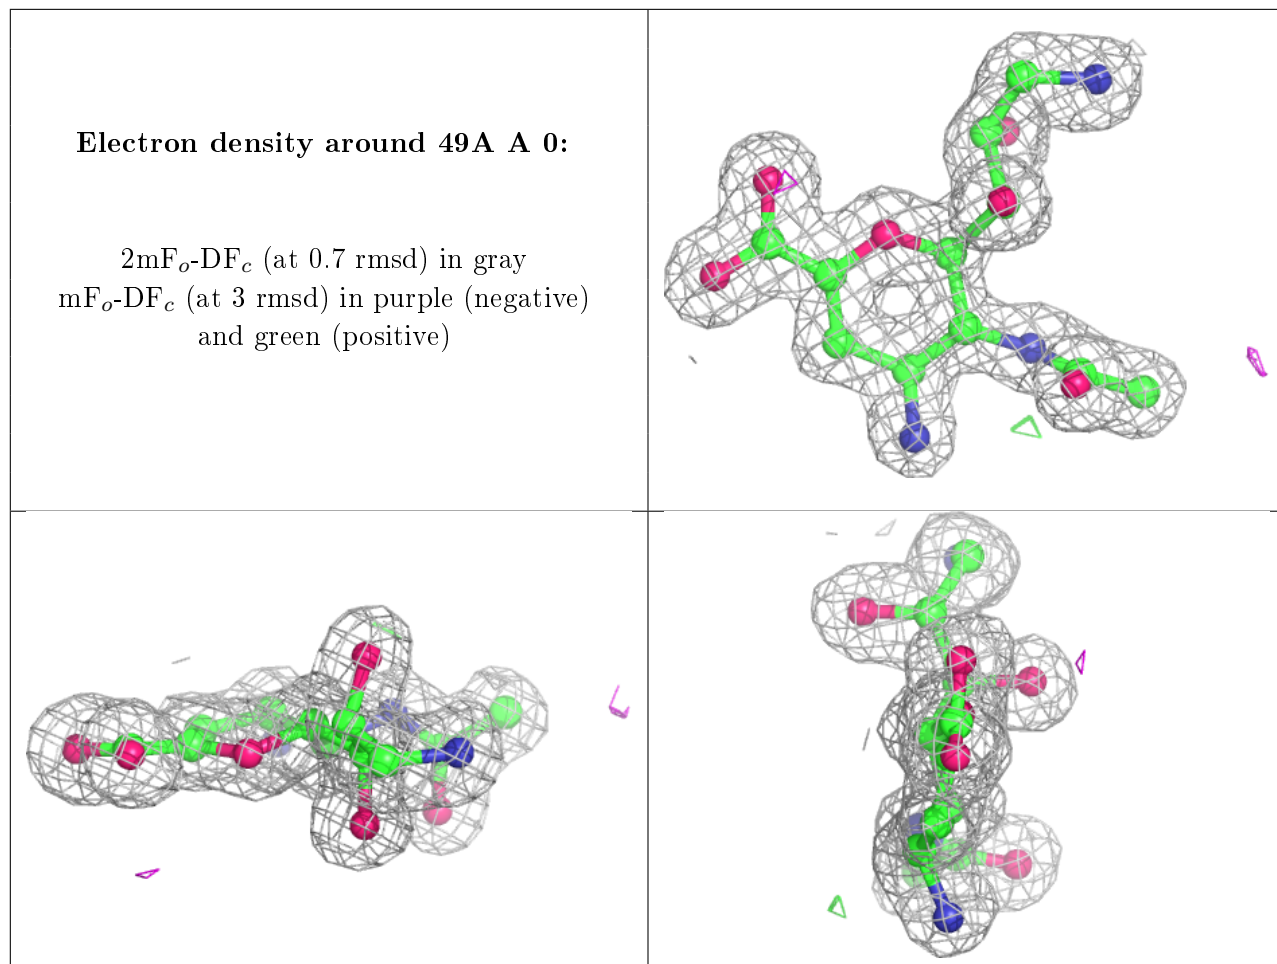 Electron density around 49A A 0:
2mFo-DFc (at 0.7 rmsd) in gray
mFo-DFc (at 3 rmsd) in purple (negative)
and green (positive)